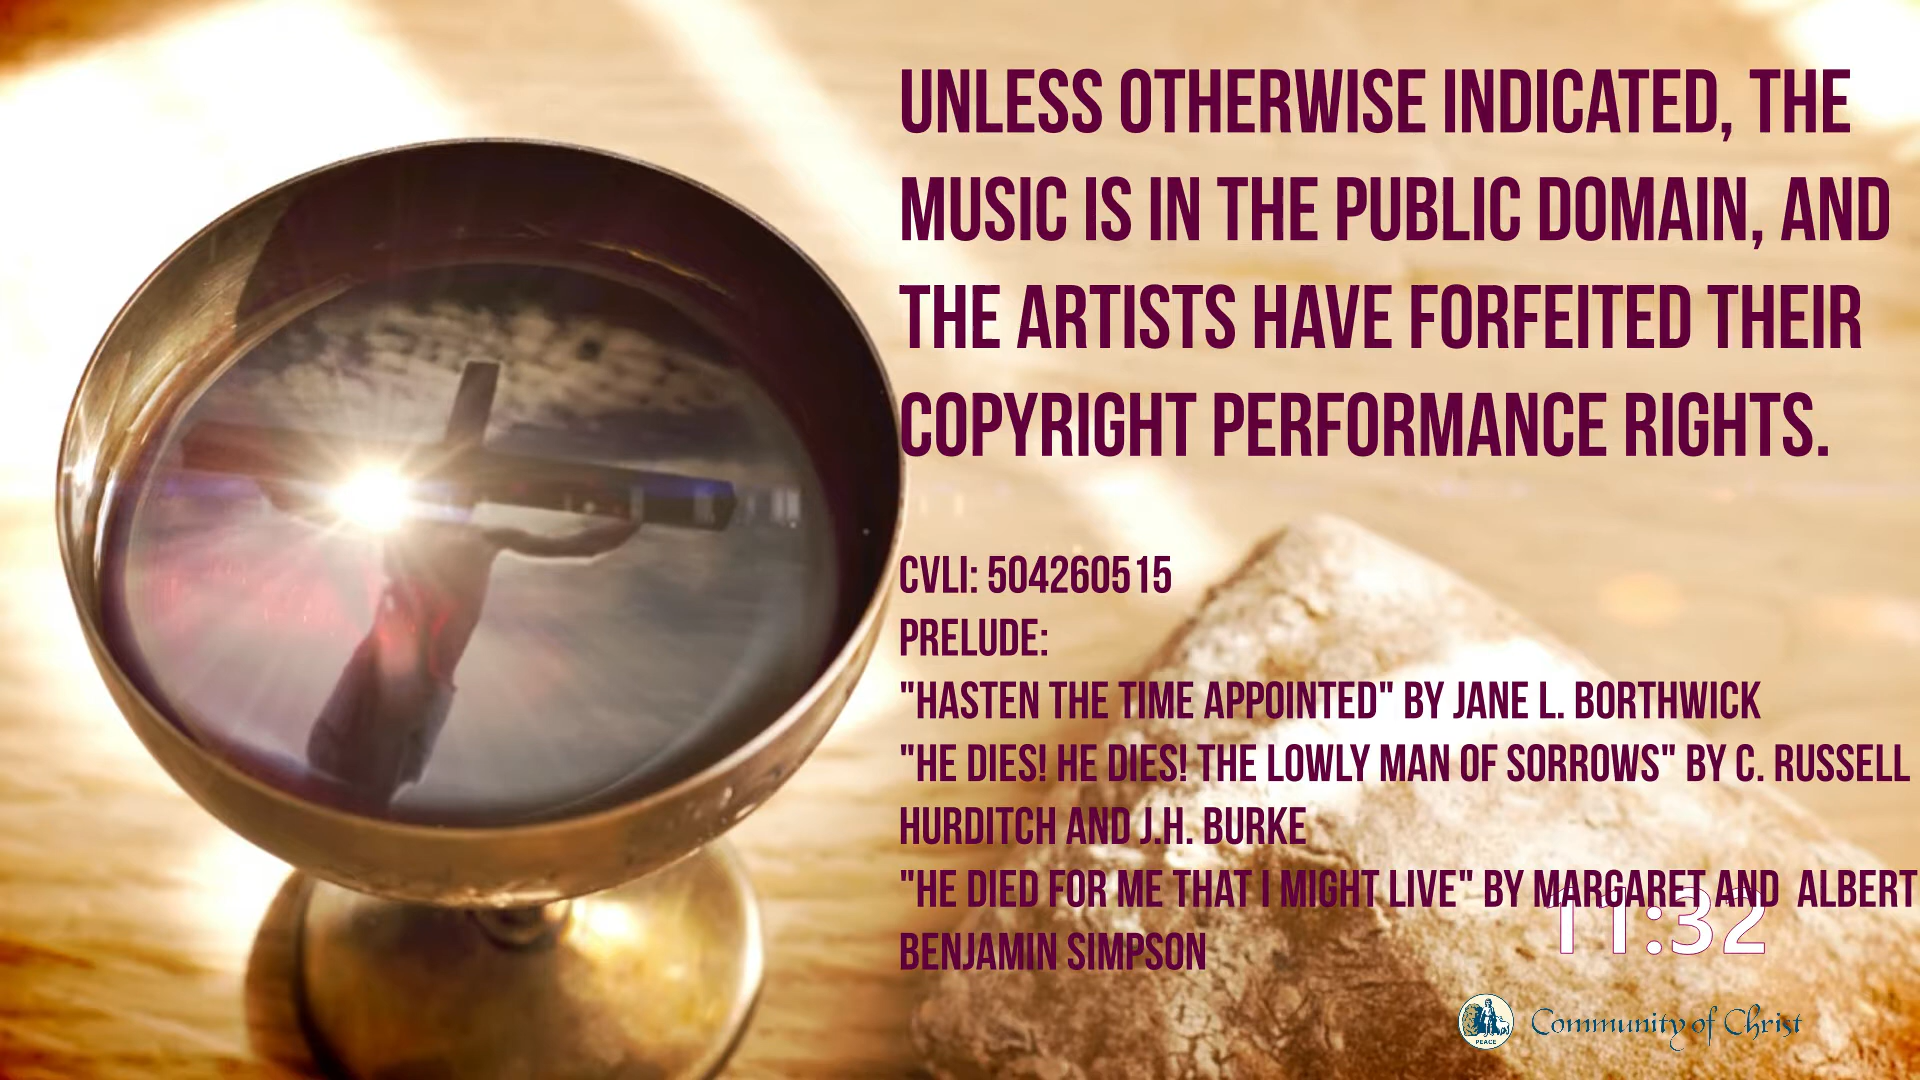 UNLESS OTHERWISE INDICATED, THE
MUSIC IS IN THE PUBLIC DOMAIN, AND
THE ARTISTS HAVE FORFEITED THEIR
COPYRIGHT PERFORMANCE RIGHTS.
CVLI: 504260515
PRELUDE:
"HASTEN THE TIME APPOINTED" BY JANE L. BORTHWICK
"HE DIES! HE DIES! THE LOWLY MAN OF SORROWS" BY C. RUSSELL
HURDITCH AND J.H. BURKE
"HE DIED FOR ME THAT I MIGHT LIVE" BY MARGARET AND ALBERT
BENJAMIN SIMPSON
11:32
PEACE
Community of Christ